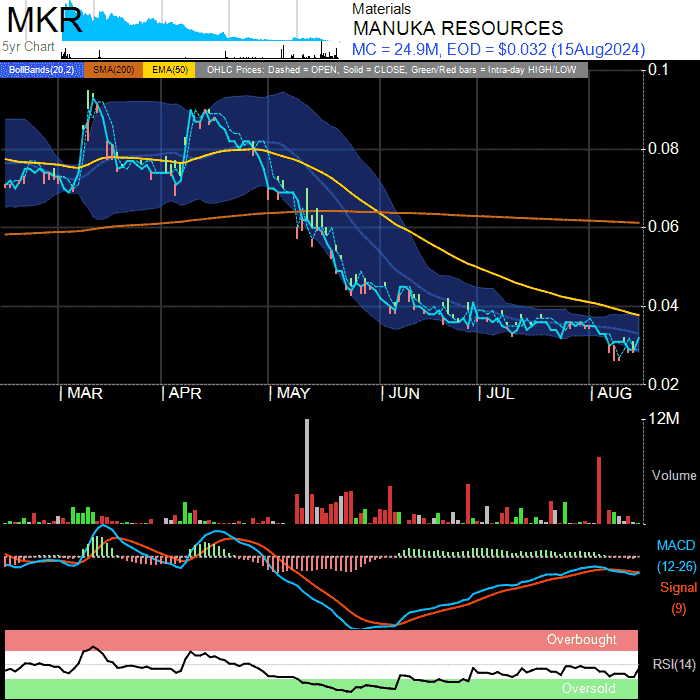 MKR
5yr Chart
Materials
MANUKA RESOURCES
MC = 24.9M, EOD = $0.032 (15Aug2024)
BollBands(20,2) SMA(200) EMA(50) OHLC Prices: Dashed = OPEN, Solid = CLOSE, Green/Red bars = Intra-day HIGH/LOW
0.1
0.08
0.06
0.04
0.02
MAR APR MAY JUN JUL AUG
12M
Volume
MACD
(12-26)
Signal
(9)
Overbought
RSI(14)
Oversold